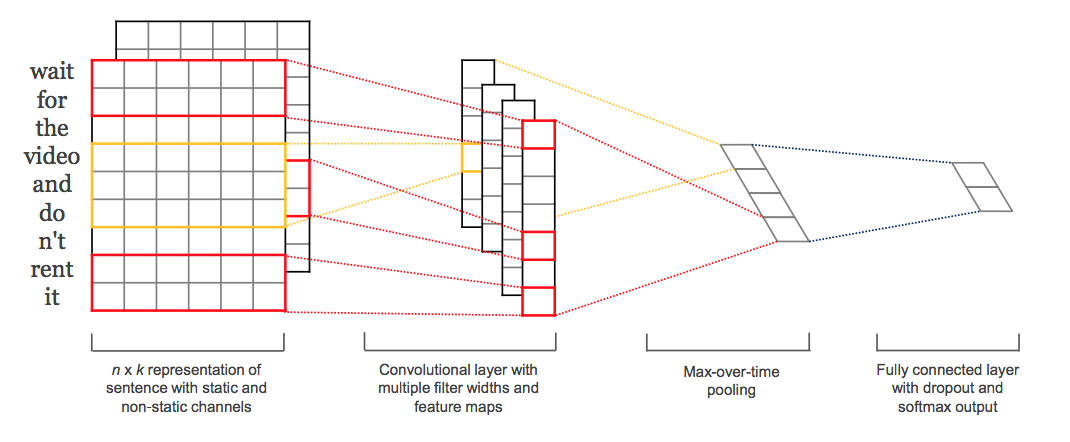 wait
for
the
video
and
do
n't
rent
it
n x k representation of
sentence with static and
non-static channels
Convolutional layer with
multiple filter widths and
feature maps
Max-over-time
pooling
Fully connected layer
with dropout and
softmax output